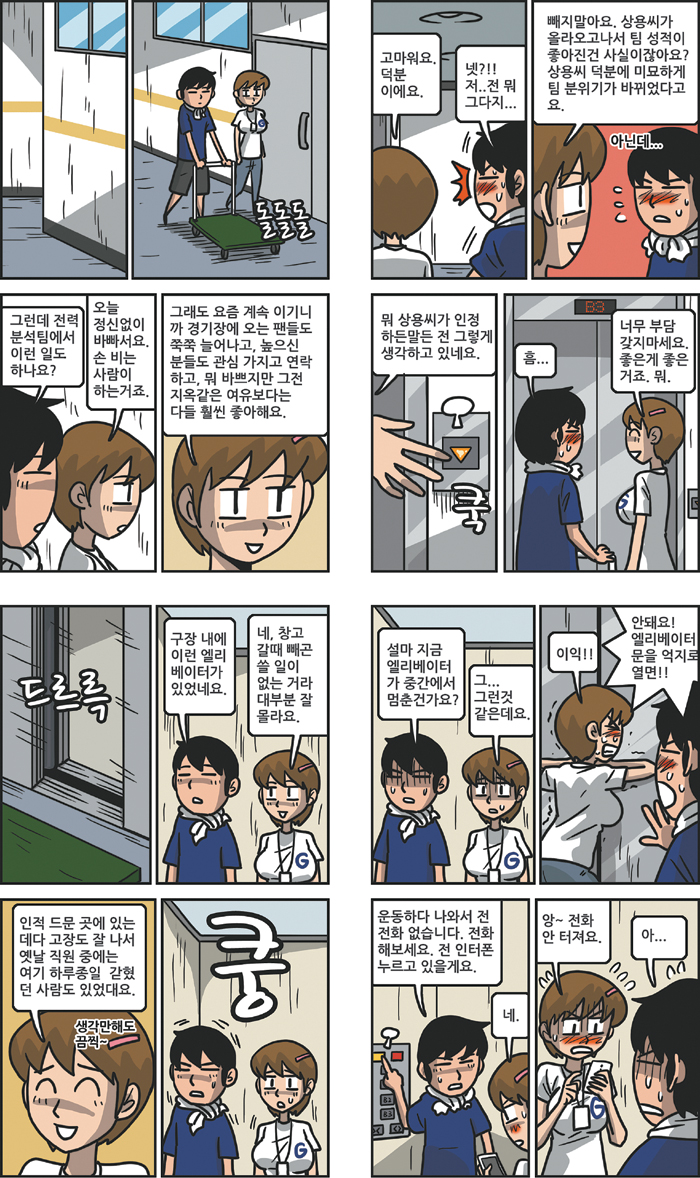 돌돌돌
그런데 전력
분석팀에서
이런 일도
하나요?
오늘
정신없이
바빠서요.
손 비는
사람이
하는거죠.
그래도 요즘 계속 이기니
까 경기장에 오는 팬들도
쭉쭉 늘어나고, 높으신
분들도 관심 가지고 연락
하고, 뭐 바쁘지만 그전
지옥같은 여유보다는
다들 훨씬 좋아해요.
고마워요.
덕분
이에요.
넷?!!
저..전 뭐
그다지...
빼지말아요. 상용씨가
올라오고나서 팀 성적이
좋아진건 사실이잖아요?
상용씨 덕분에 미묘하게
팀 분위기가 바뀌었다고
요.
아닌데...
뭐 상용씨가 인정
하든말든 전 그렇게
생각하고 있네요.
쿡
B3
흠...
너무 부담
갖지마세요.
좋은게 좋은
거죠. 뭐.
G
드르륵
구장 내에
이런 엘리
베이터가
있었네요.
네, 창고
갈때 빼곤
쓸 일이
없는 거라
대부분 잘
몰라요.
G
인적 드문 곳에 있는
데다 고장도 잘 나서
옛날 직원 중에는
여기 하루종일 갇혔
던 사람도 있었대요.
생각만해도
끔찍~
쿵
G
설마 지금
엘리베이터
가 중간에서
멈춘건가요?
그...
그런것
같은데요.
G
이익!!
안돼요!
엘리베이터
문을 억지로
열면!!
운동하다 나와서 전
전화 없습니다. 전화
해보세요. 전 인터폰
누르고 있을게요.
네.
앙~ 전화
안 터져요.
아...
G